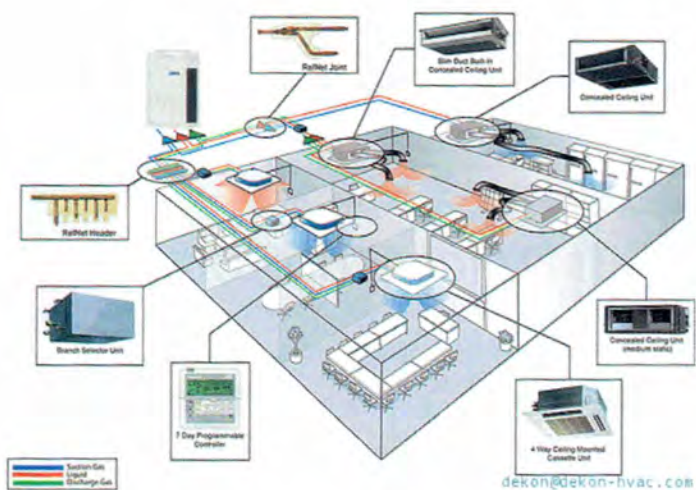 RefNet Joint
Slim Duct Built-in
Concealed Ceiling Unit
Concealed Ceiling Unit
RefNet Header
Branch Selector Unit
7 Day Programmable
Controller
4 Way Ceiling Mounted
Cassette Unit
Concealed Ceiling Unit
(medium static)
Suction Gas
Liquid
Discharge Gas
dekon@dekon-hvac.com